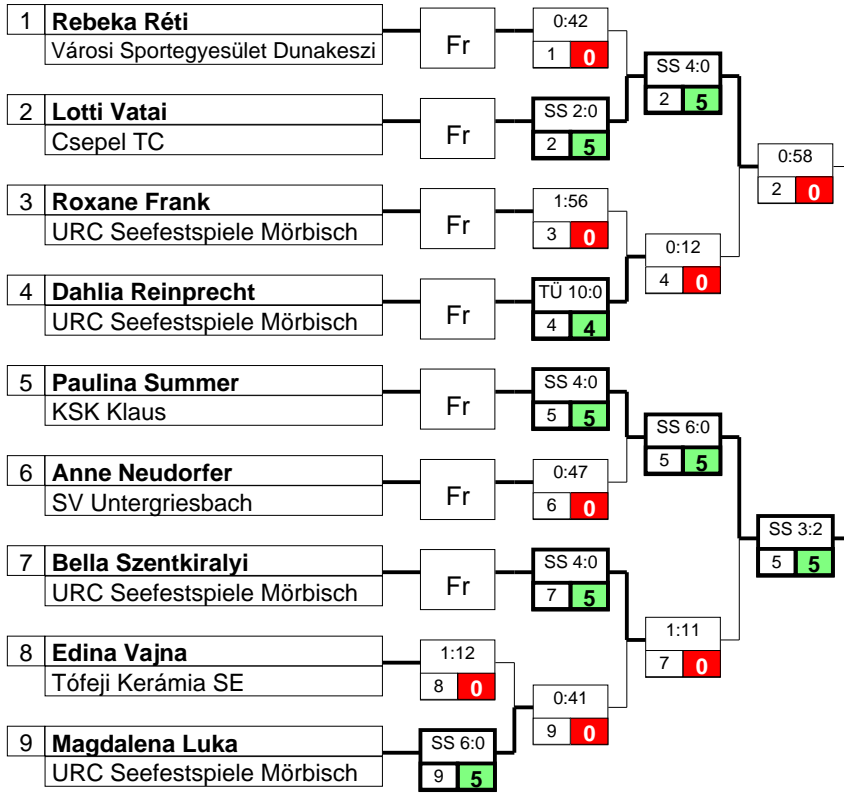 1 Rebeka Réti
Városi Sportegyesület Dunakeszi
Fr
0:42
1 0
SS 4:0
2 5
2 Lotti Vatai
Csepel TC
Fr
SS 2:0
2 5
0:58
2 0
3 Roxane Frank
URC Seefestspiele Mörbisch
Fr
1:56
3 0
0:12
4 0
4 Dahlia Reinprecht
URC Seefestspiele Mörbisch
Fr
TÜ 10:0
4 4
5 Paulina Summer
KSK Klaus
Fr
SS 4:0
5 5
SS 6:0
5 5
6 Anne Neudorfer
SV Untergriesbach
Fr
0:47
6 0
SS 3:2
5 5
7 Bella Szentkiralyi
URC Seefestspiele Mörbisch
Fr
SS 4:0
7 5
1:11
7 0
8 Edina Vajna
Tófeji Kerámia SE
1:12
8 0
0:41
9 0
9 Magdalena Luka
URC Seefestspiele Mörbisch
SS 6:0
9 5